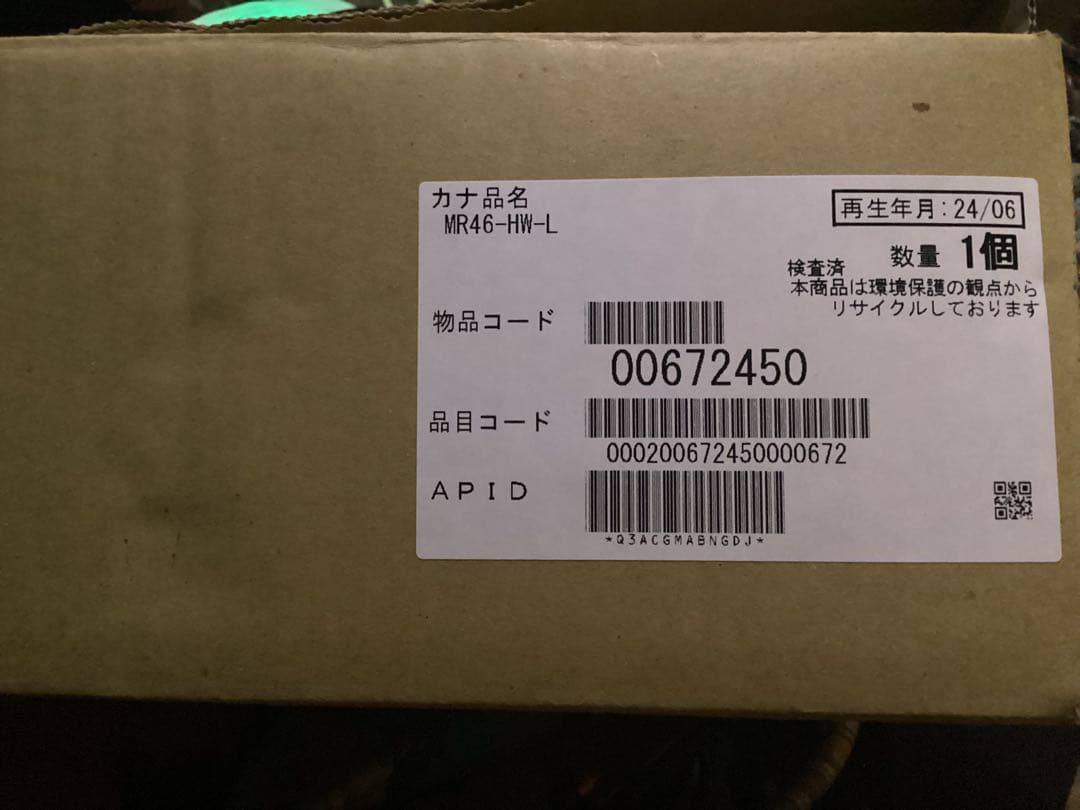 カナ品名
MR46-HW-L
再生年月:24/06
数量 1個
検査済
本商品は環境保護の観点から
リサイクルしております
物品コード
00672450
品目コード
000200672450000672
APID
*Q3ACGMABNGDJ*